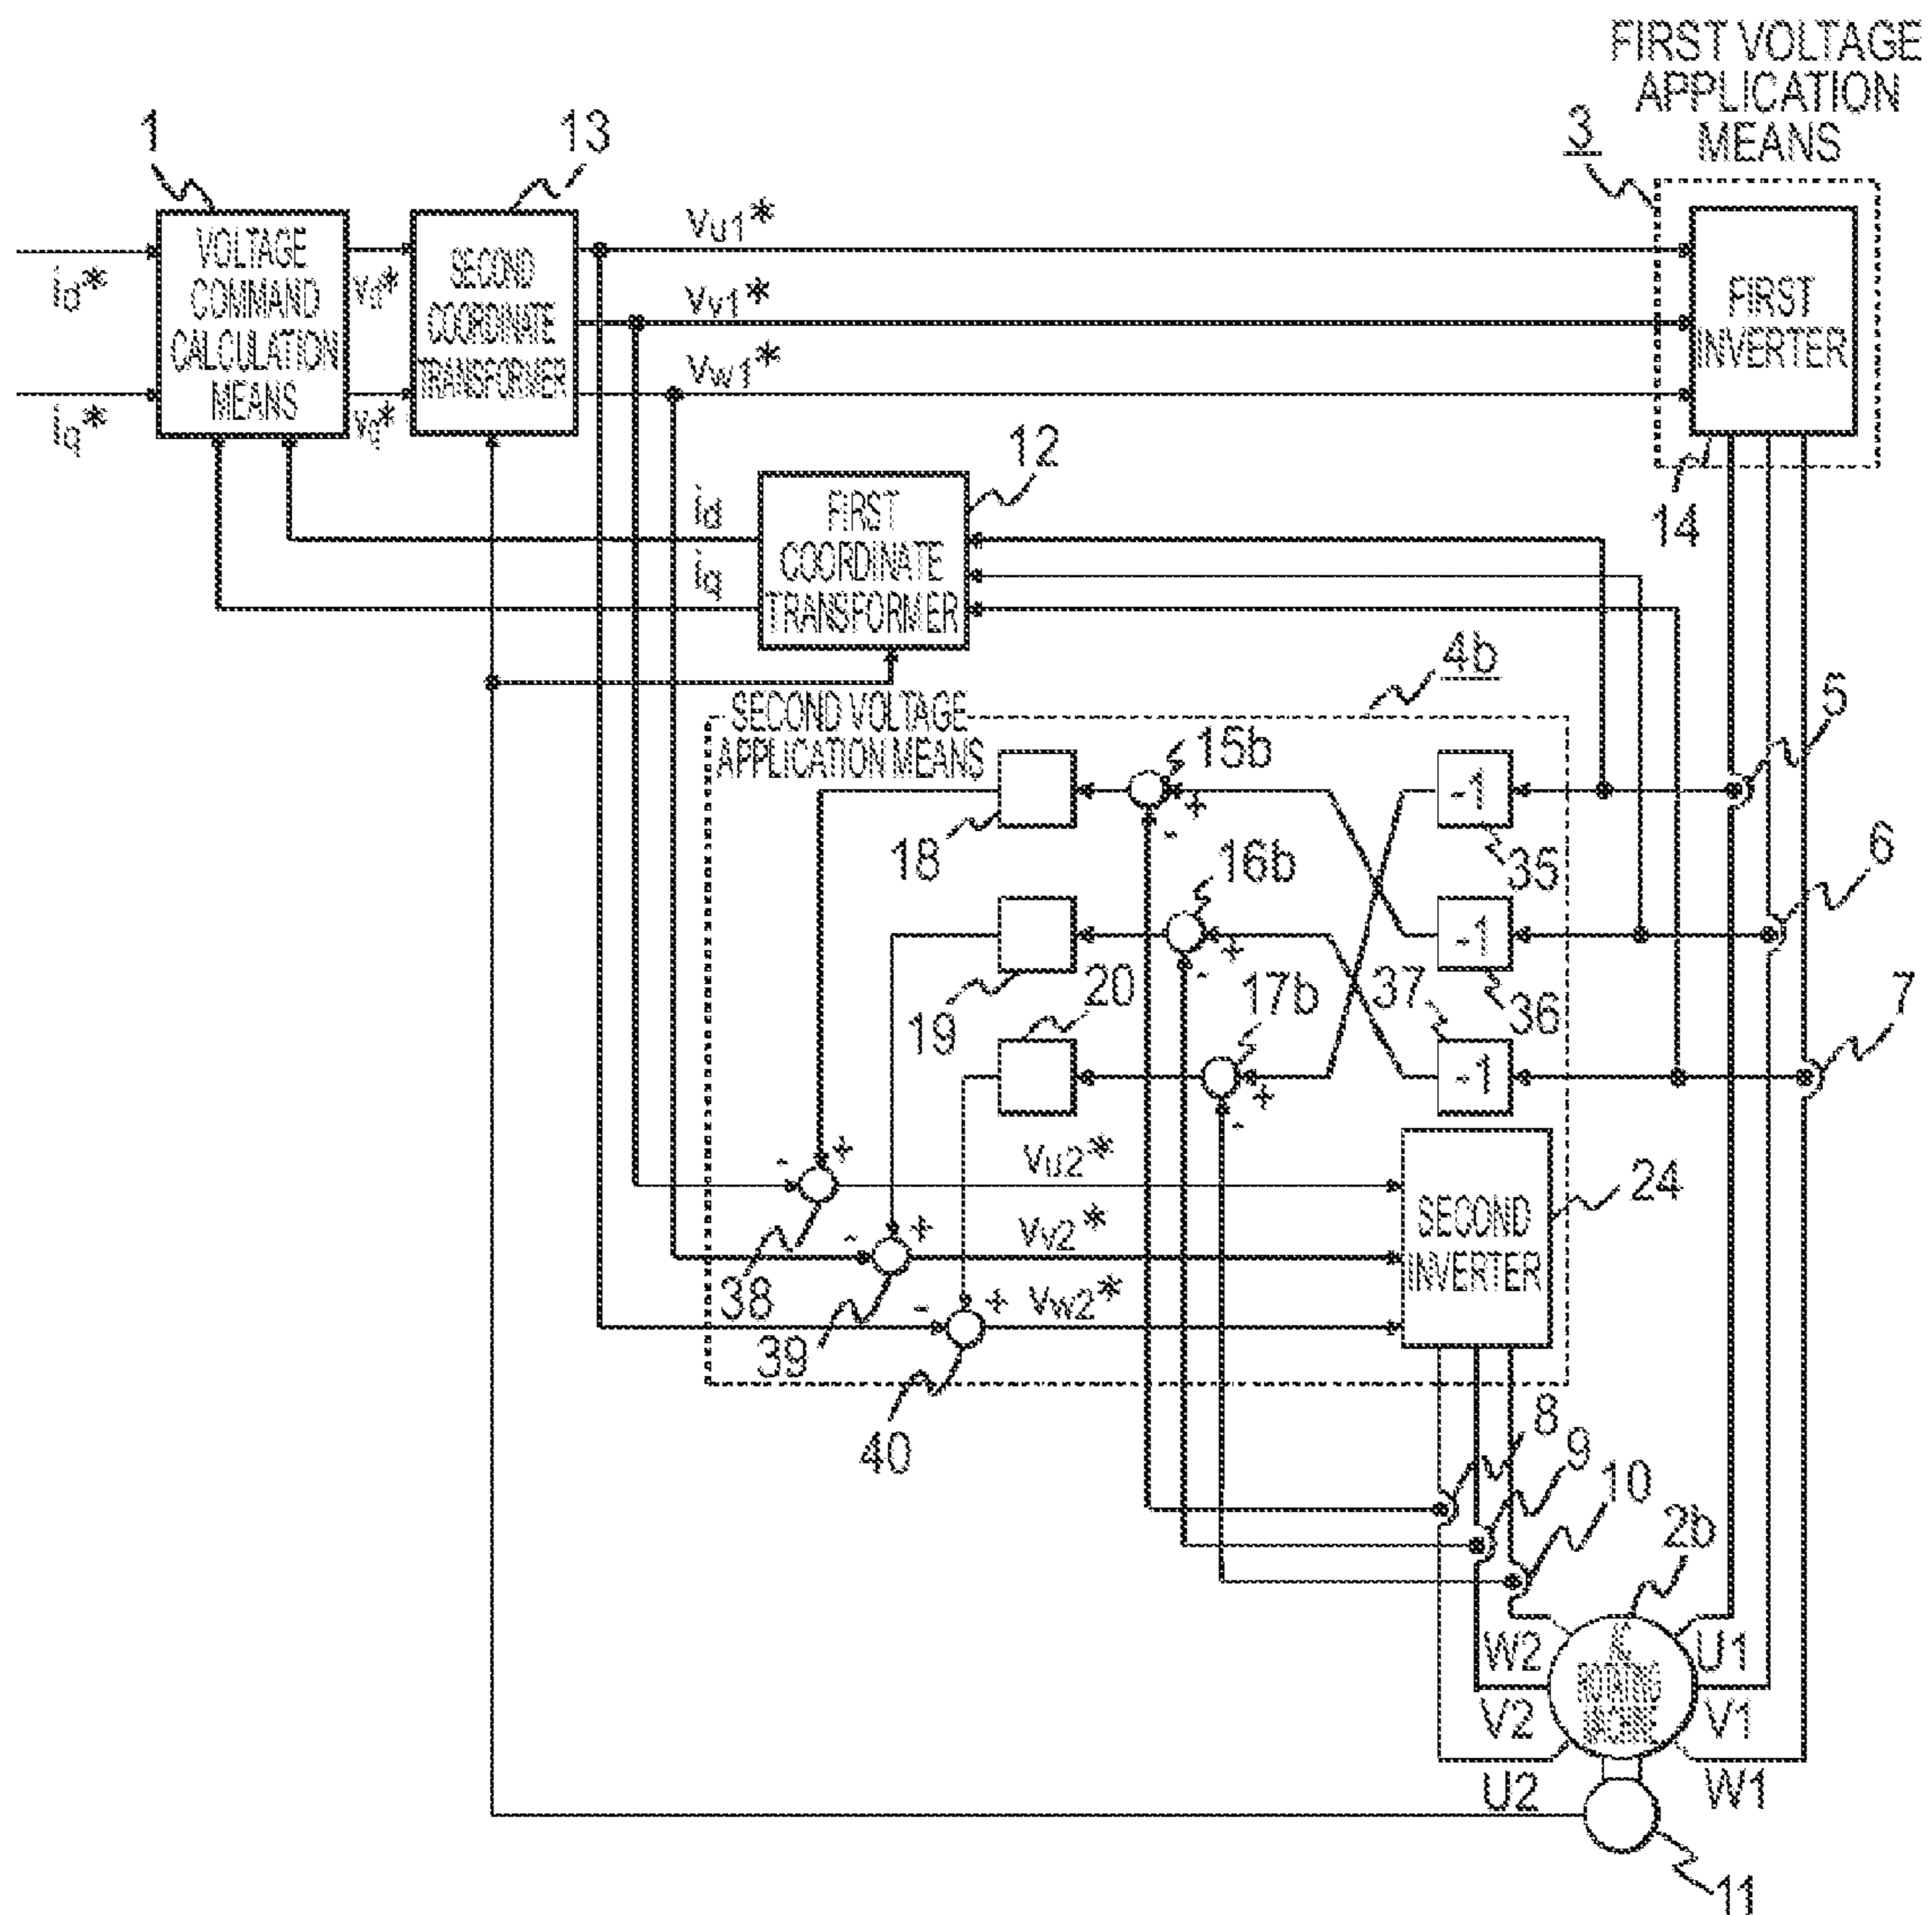 FIRST VOLTAGE
APPLICATION
MEANS
1
13
3
VOLTAGE
COMMAND
CALCULATION
MEANS
SECOND
COORDINATE
TRANSFORMER
FIRST
INVERTER
id*
iq*
vd*
vq*
Vu1*
Vv1*
Vw1*
14
12
id
iq
FIRST
COORDINATE
TRANSFORMER
4b
SECOND VOLTAGE
APPLICATION MEANS
5
15b
+
-
-1
18
35
6
16b
+
-
-1
19
20
36
7
17b
37
+
-
-1
- +
Vu2*
38
- +
Vv2*
39
- +
Vw2*
40
SECOND
INVERTER
24
8
9
10
2b
AC
ROTATING
MACHINE
W2
U1
V2
V1
U2
W1
11